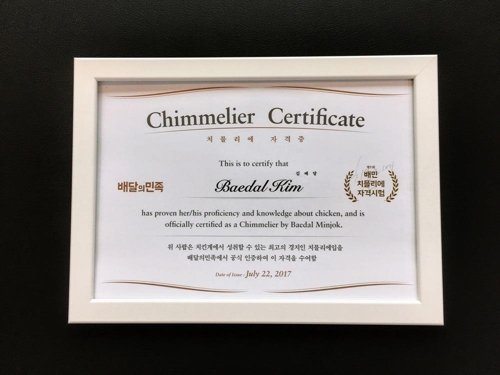 Chimmelier Certificate
치믈리에 자격증
This is to certify that
김배달
배달의민족
Baedal Kim
배민
치믈리에
자격시험
has proven her/his proficiency and knowledge about chicken, and is
officially certified as a Chimmelier by Baedal Minjok.
위 사람은 치킨계에서 성취할 수 있는 최고의 경지인 치믈리에임을
배달의민족에서 공식 인증하여 이 자격을 수여함
Date of Issue July 22, 2017